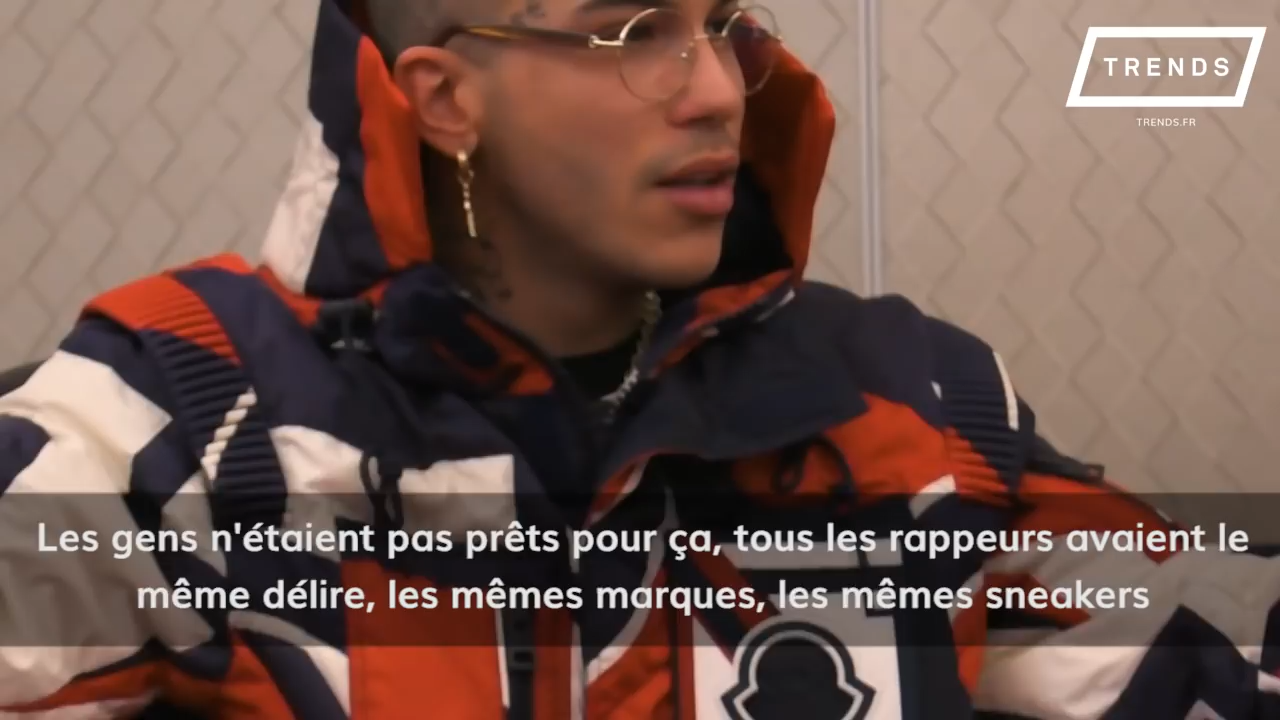 TRENDS
TRENDS.FR
Les gens n'étaient pas prêts pour ça, tous les rappeurs avaient le
même délire, les mêmes marques, les mêmes sneakers